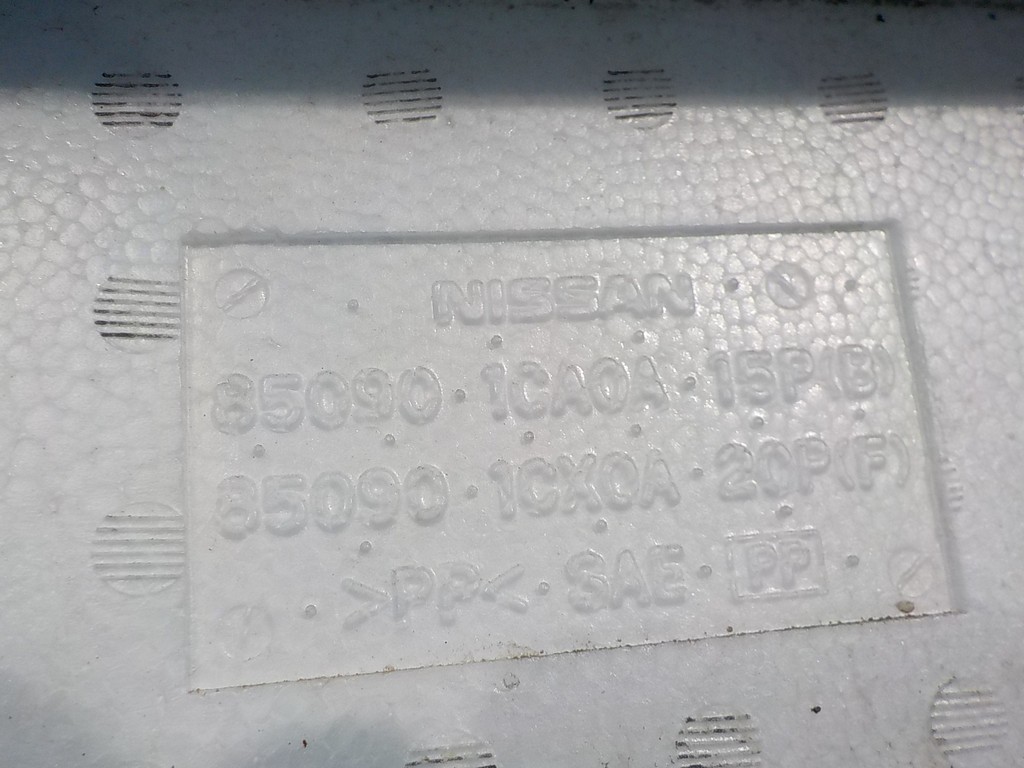 NISSAN
85090 · 1CA0A · 15P(B)
85090 · 1CX0A · 20P(F)
>PP< · SAE · PP